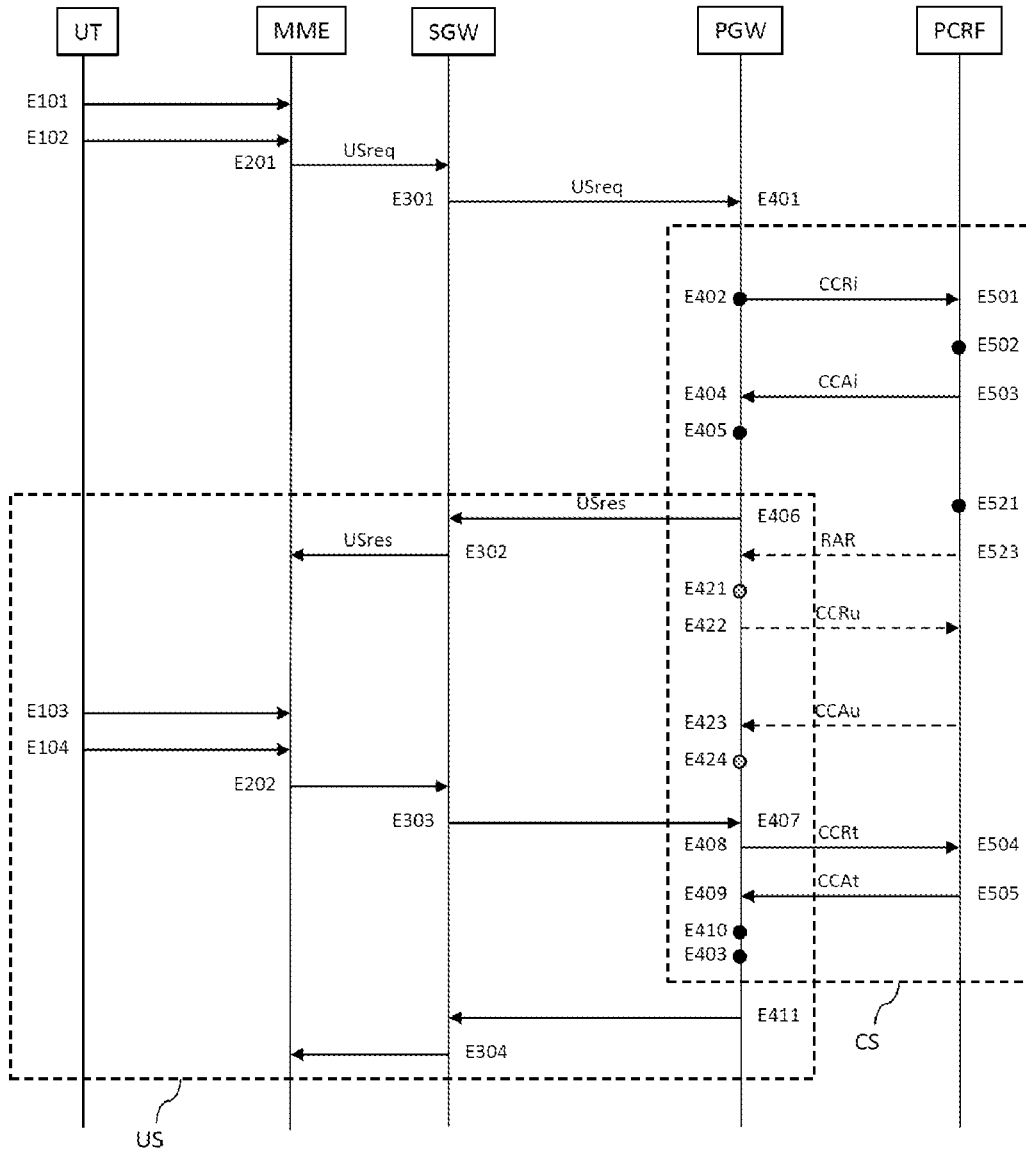 UT MME SGW PGW PCRF
E101
E102
E201 USreq
E301 USreq E401
E402 CCRi E501
E502
E404 CCAi E503
E405
USres E406 E521
USres E302 RAR E523
E421
E422 CCRu
E103 E423 CCAu
E104 E424
E202
E303 E407
E408 CCRt E504
E409 CCAt E505
E410
E403
E411
E304 CS
US